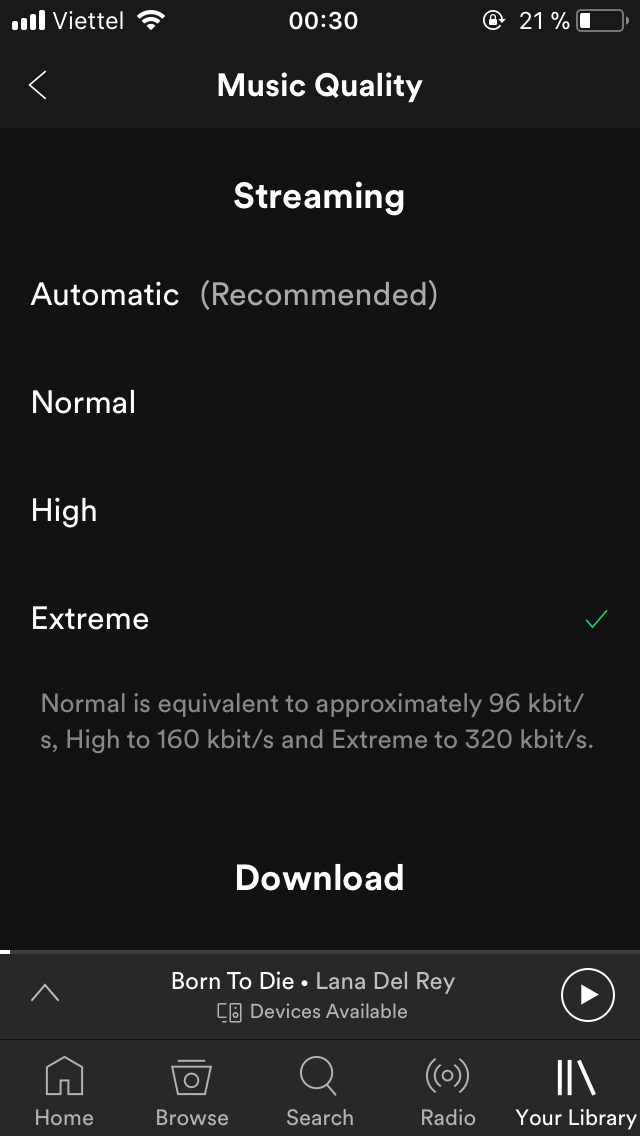 Viettel 00:30 21 %
Music Quality
Streaming
Automatic (Recommended)
Normal
High
Extreme
Normal is equivalent to approximately 96 kbit/
s, High to 160 kbit/s and Extreme to 320 kbit/s.
Download
Born To Die • Lana Del Rey
Devices Available
Home Browse Search Radio Your Library